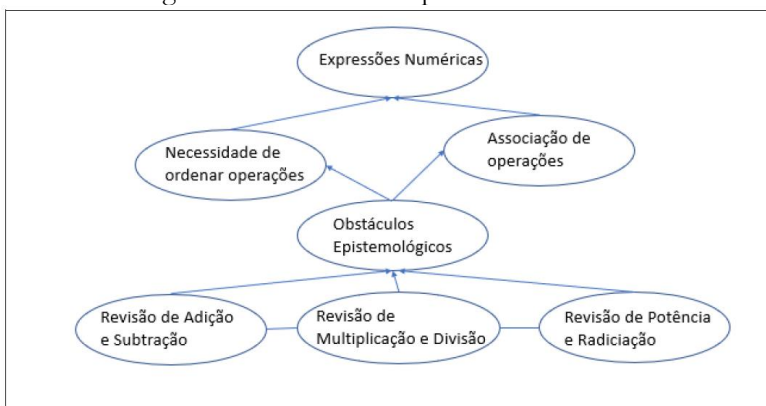 Expressões Numéricas
Necessidade de
ordenar operações
Associação de
operações
Obstáculos
Epistemológicos
Revisão de Adição
e Subtração
Revisão de
Multiplicação e Divisão
Revisão de Potência
e Radiciação